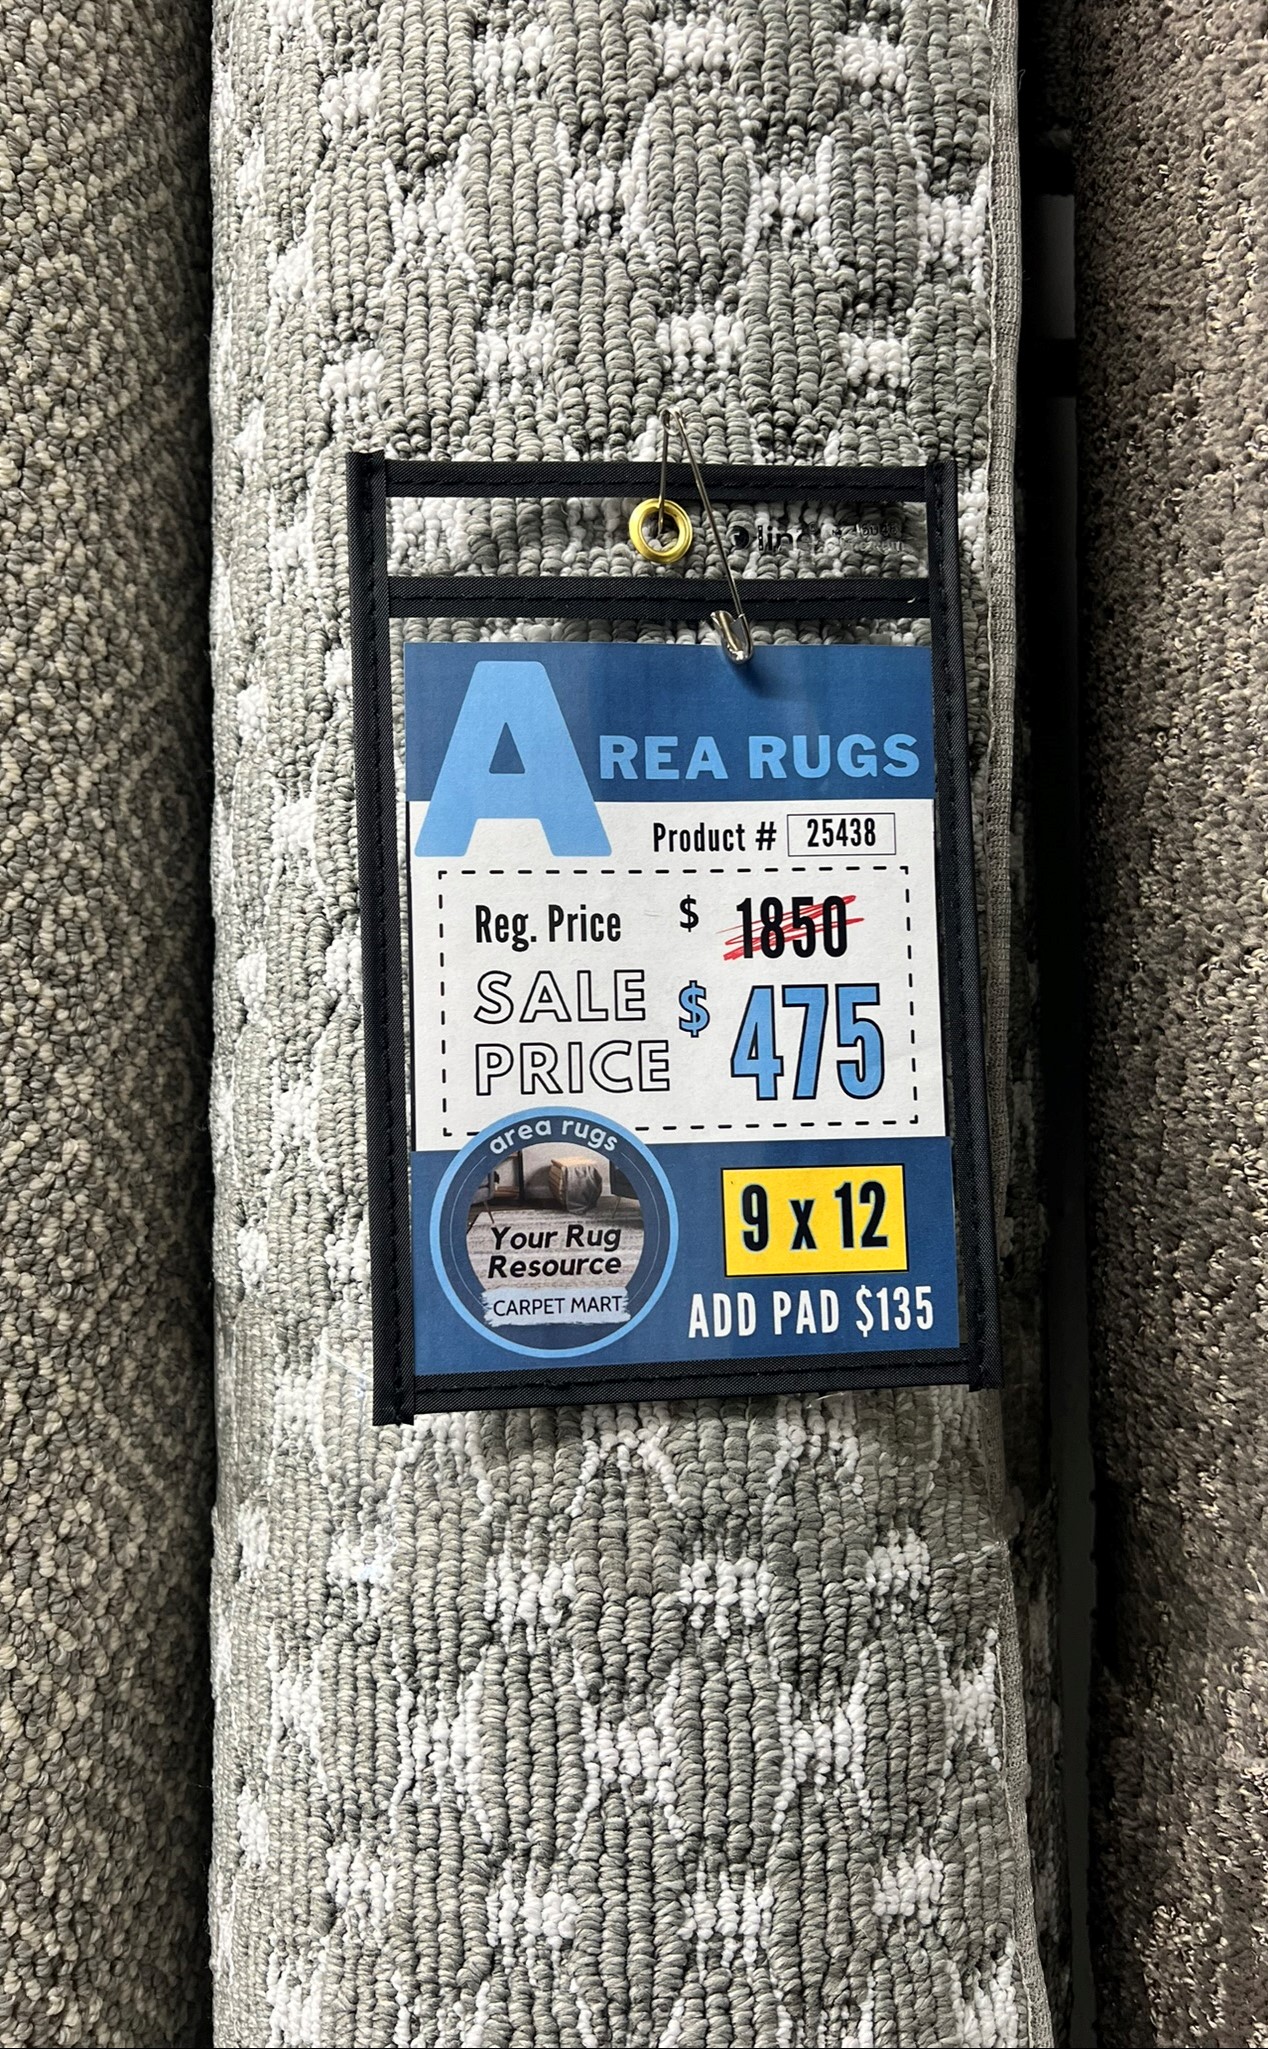 AREA RUGS
Product # 25438
Reg. Price $ 1850
SALE
PRICE $ 475
area rugs
Your Rug
Resource
CARPET MART
9 x 12
ADD PAD $135